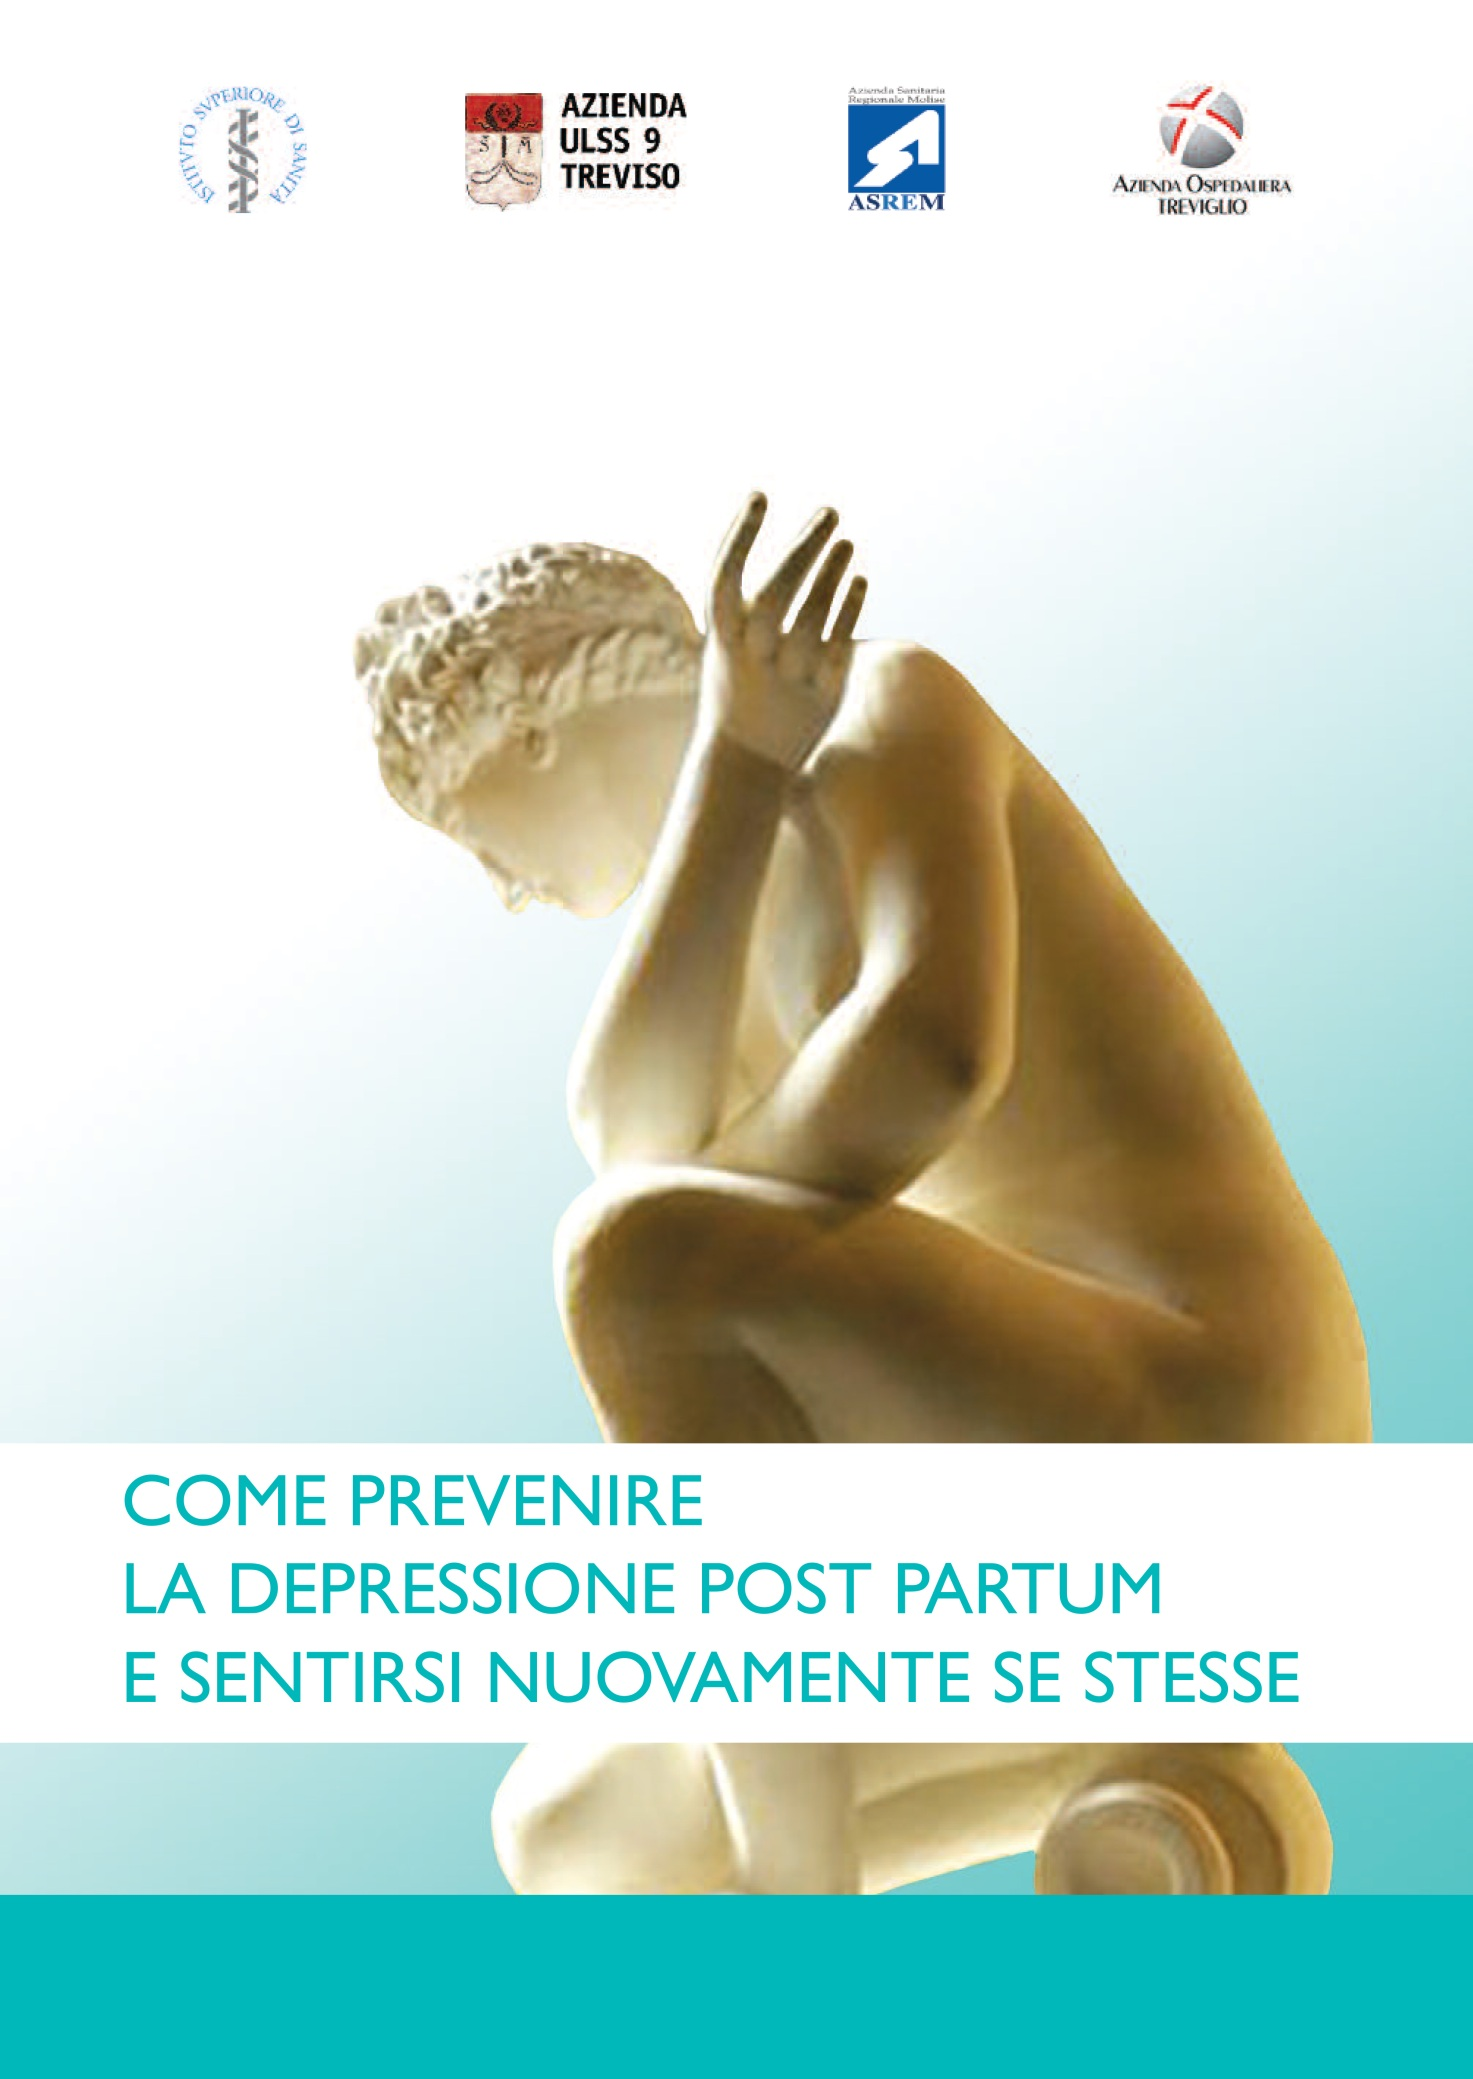 ISTITVTO SVPERIORE DI SANITÀ
S M
AZIENDA
ULSS 9
TREVISO
Azienda Sanitaria
Regionale Molise
ASREM
AZIENDA OSPEDALIERA
TREVIGLIO
COME PREVENIRE
LA DEPRESSIONE POST PARTUM
E SENTIRSI NUOVAMENTE SE STESSE